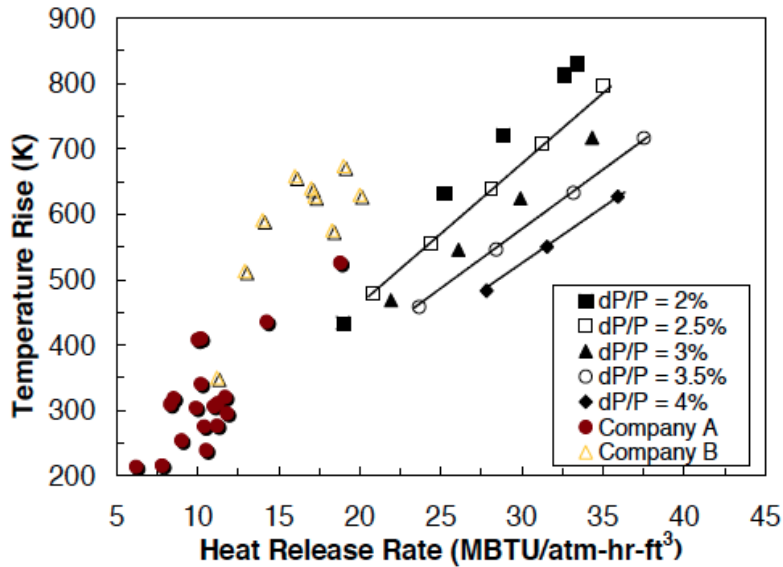 900
800
700
600
500
400
300
200
Temperature Rise (K)
dP/P = 2%
dP/P = 2.5%
dP/P = 3%
dP/P = 3.5%
dP/P = 4%
Company A
Company B
5 10 15 20 25 30 35 40 45
Heat Release Rate (MBTU/atm-hr-ft³)